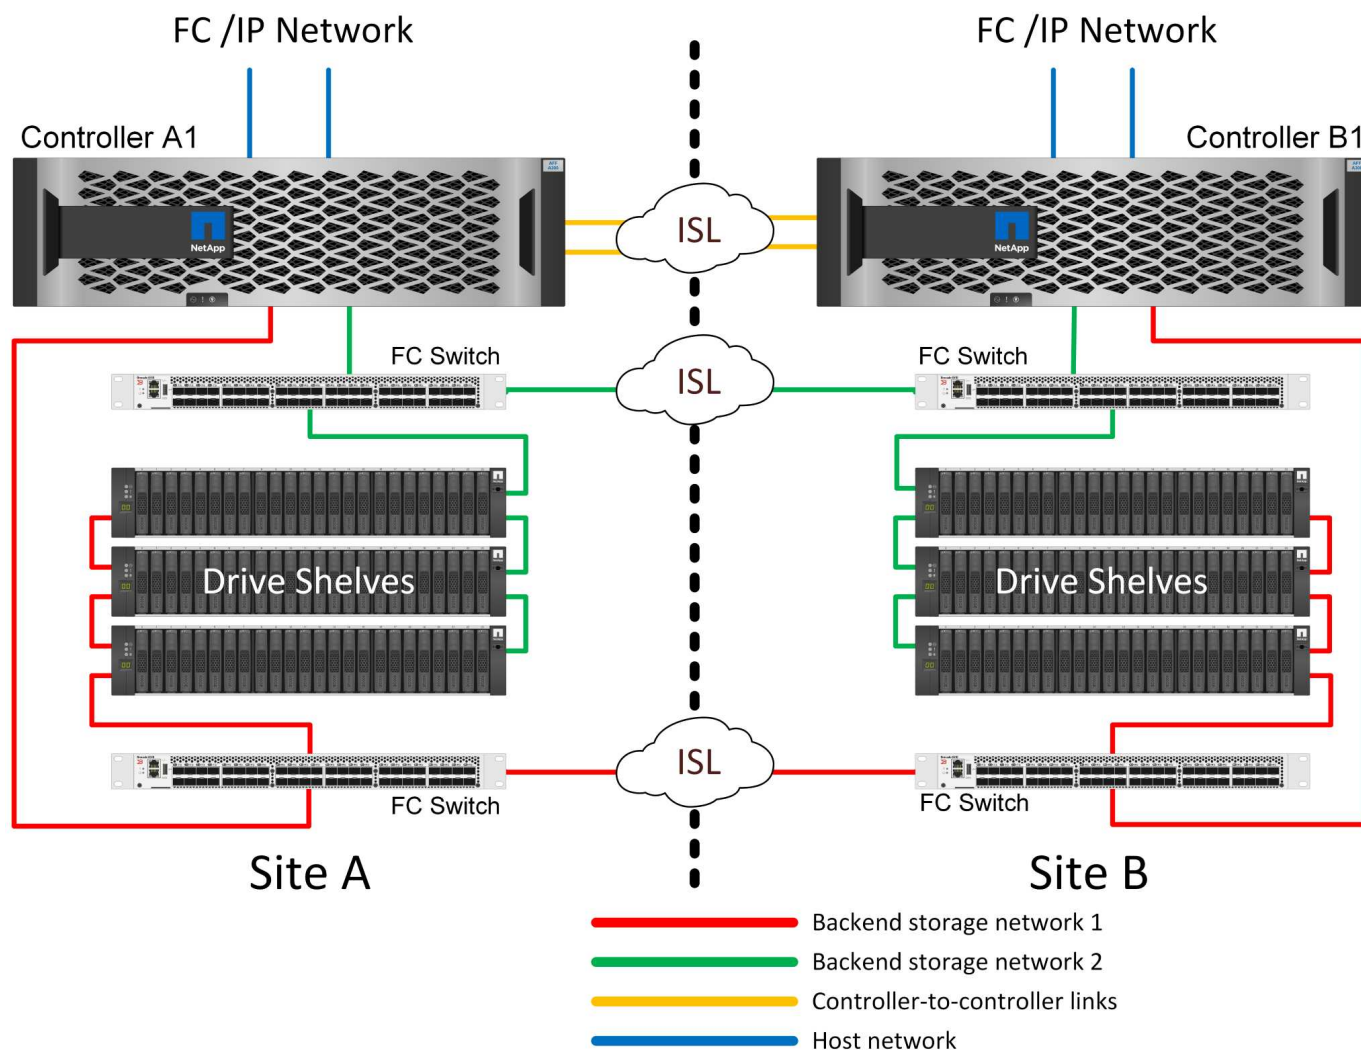 FC /IP Network
FC /IP Network
Controller A1
Controller B1
NetApp
ISL
NetApp
FC Switch
ISL
FC Switch
Drive Shelves
Drive Shelves
ISL
FC Switch
FC Switch
Site A
Site B
Backend storage network 1
Backend storage network 2
Controller-to-controller links
Host network